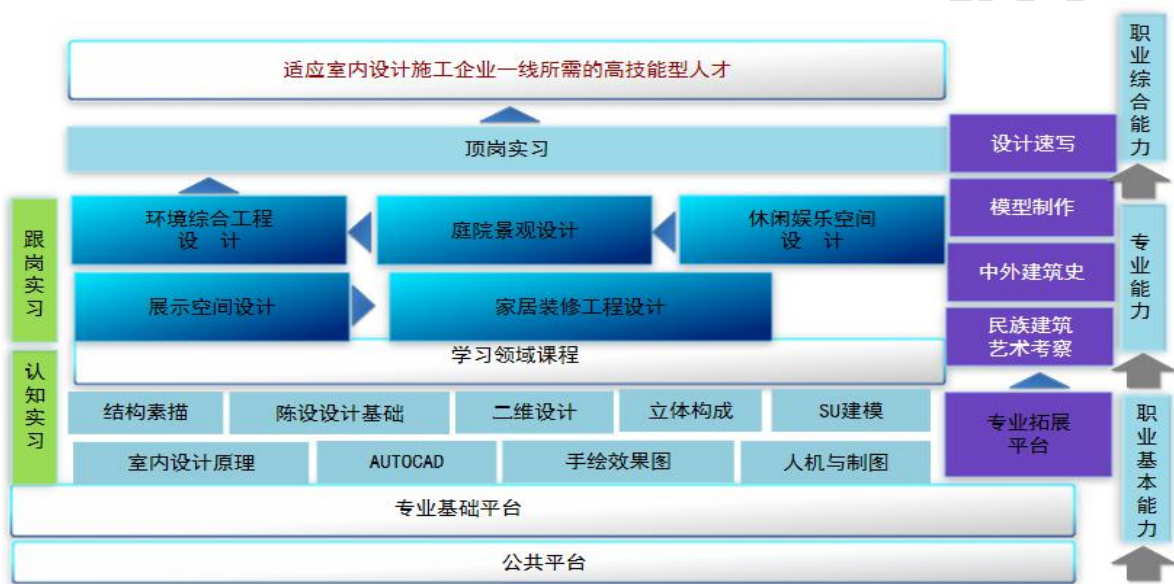 适应室内设计施工企业一线所需的高技能型人才
顶岗实习
环境综合工程
设 计
庭院景观设计
休闲娱乐空间
设 计
展示空间设计
家居装修工程设计
学习领域课程
结构素描
陈设设计基础
二维设计
立体构成
SU建模
室内设计原理
AUTOCAD
手绘效果图
人机与制图
专业基础平台
公共平台
跟岗实习
认知实习
设计速写
模型制作
中外建筑史
民族建筑
艺术考察
专业拓展
平台
职业综合能力
专业能力
职业基本能力